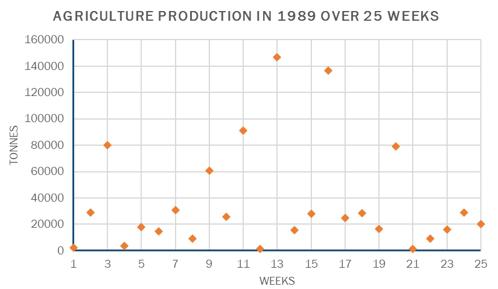 AGRICULTURE PRODUCTION IN 1989 OVER 25 WEEKS
160000
140000
120000
100000
80000
60000
40000
20000
0
TONNES
1 3 5 7 9 11 13 15 17 19 21 23 25
WEEKS